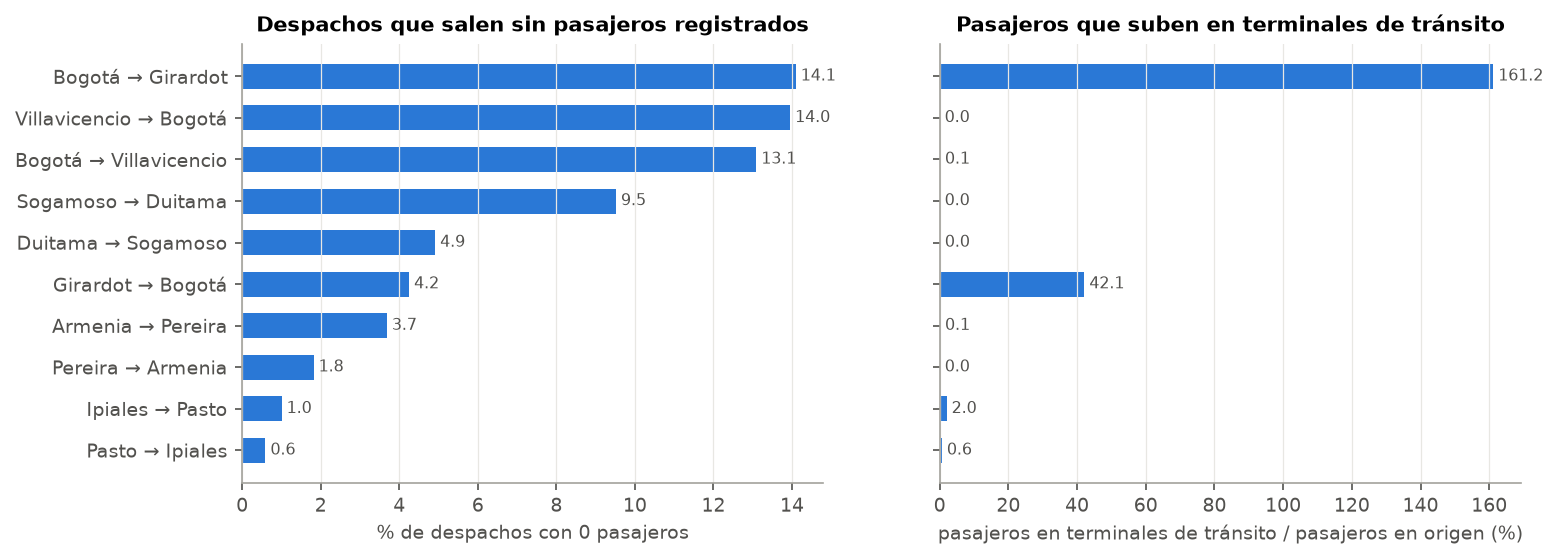 Despachos que salen sin pasajeros registrados
Bogotá → Girardot
14.1
Villavicencio → Bogotá
14.0
Bogotá → Villavicencio
13.1
Sogamoso → Duitama
9.5
Duitama → Sogamoso
4.9
Girardot → Bogotá
4.2
Armenia → Pereira
3.7
Pereira → Armenia
1.8
Ipiales → Pasto
1.0
Pasto → Ipiales
0.6
0 2 4 6 8 10 12 14
% de despachos con 0 pasajeros
Pasajeros que suben en terminales de tránsito
161.2
0.0
0.1
0.0
0.0
42.1
0.1
0.0
2.0
0.6
0 20 40 60 80 100 120 140 160
pasajeros en terminales de tránsito / pasajeros en origen (%)